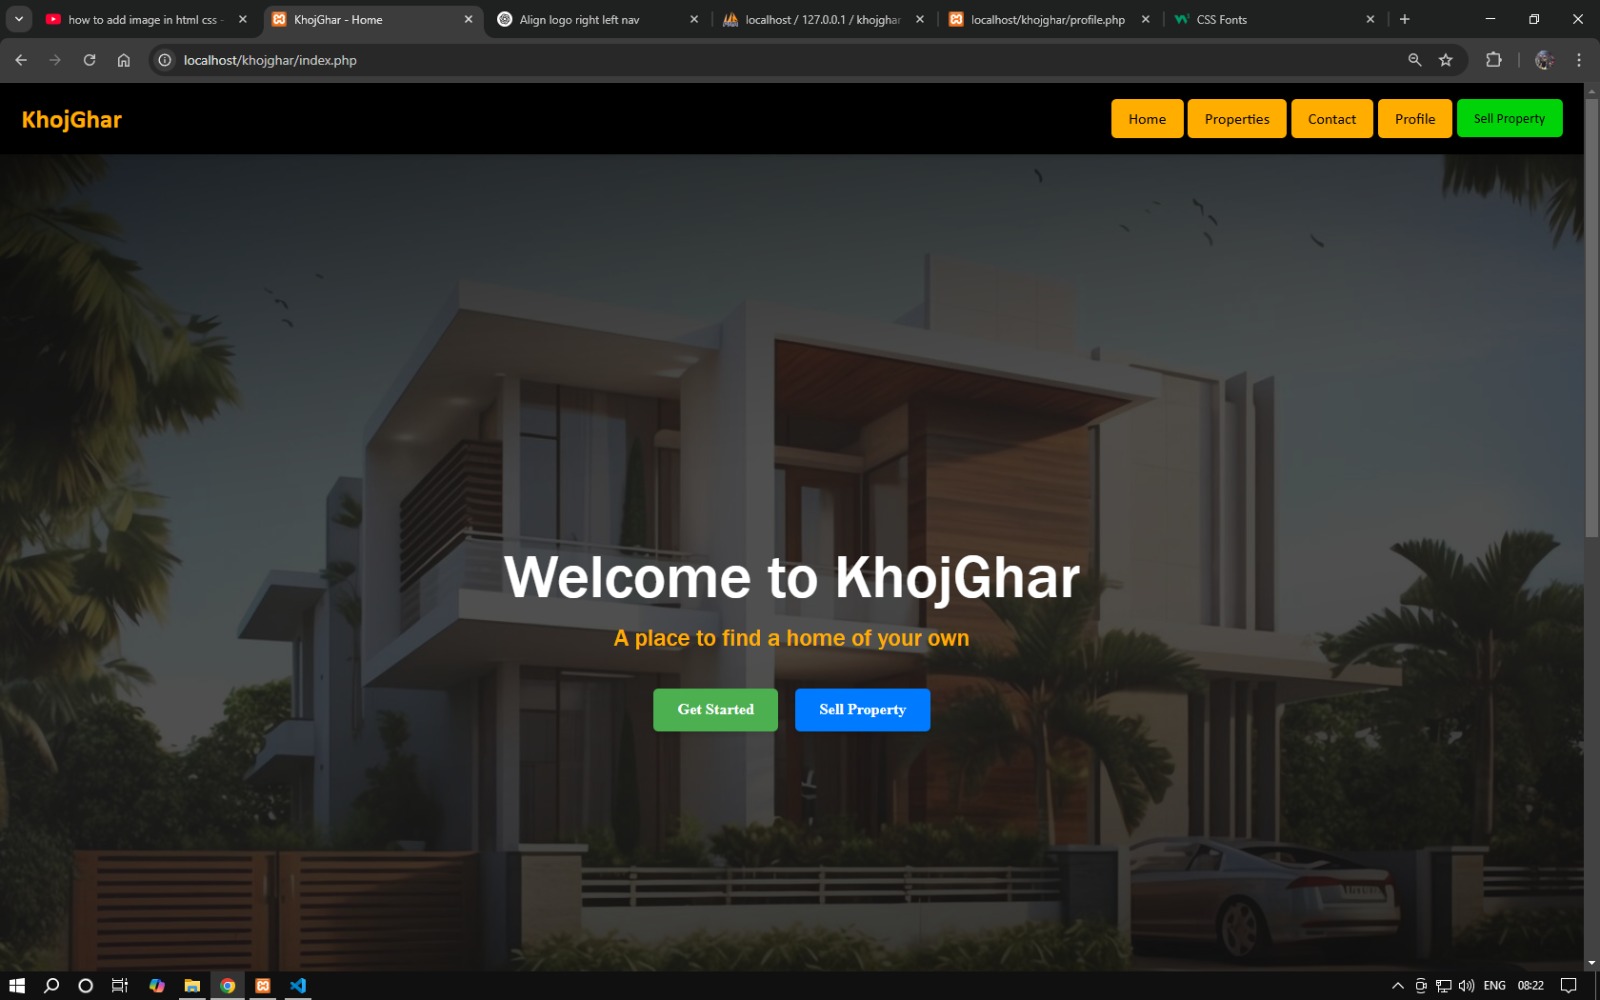 how to add image in html css -
KhojGhar - Home
Align logo right left nav
localhost / 127.0.0.1 / khojghar
localhost/khojghar/profile.php
CSS Fonts
localhost/khojghar/index.php
KhojGhar
Home
Properties
Contact
Profile
Sell Property
Welcome to KhojGhar
A place to find a home of your own
Get Started
Sell Property
ENG
08:22